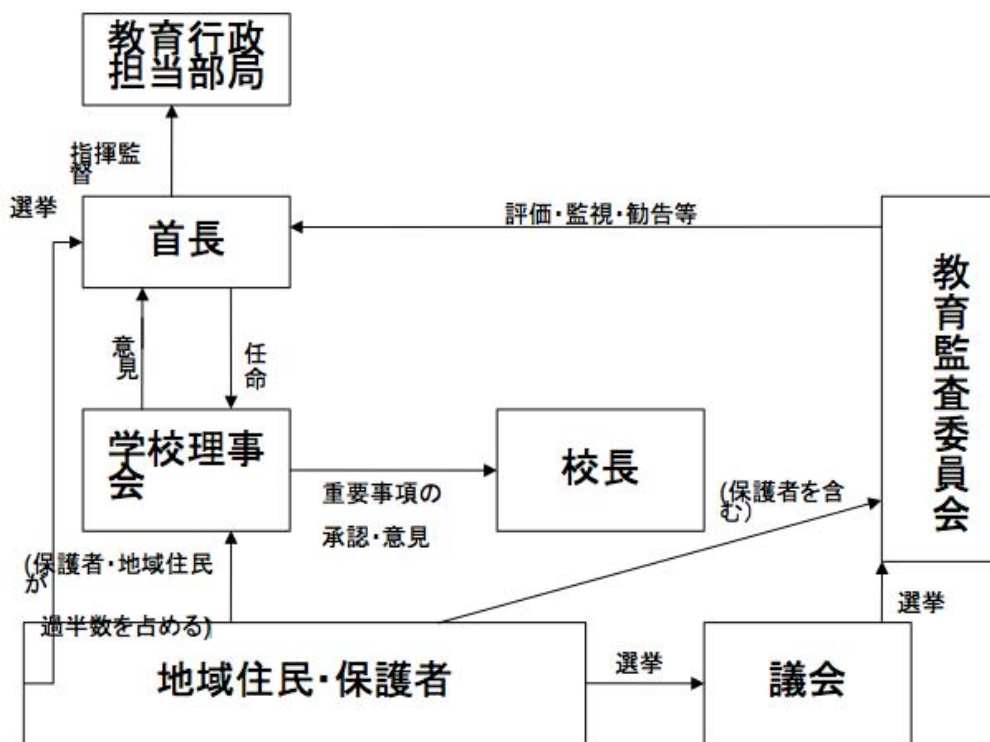 教育行政
担当部局
指揮監
督
選挙
首長
評価・監視・勧告等
教育監査委員会
意見
任命
学校理事
会
校長
重要事項の
承認・意見
(保護者を含
む)
(保護者・地域住民
が
過半数を占める)
選挙
地域住民・保護者
選挙
議会